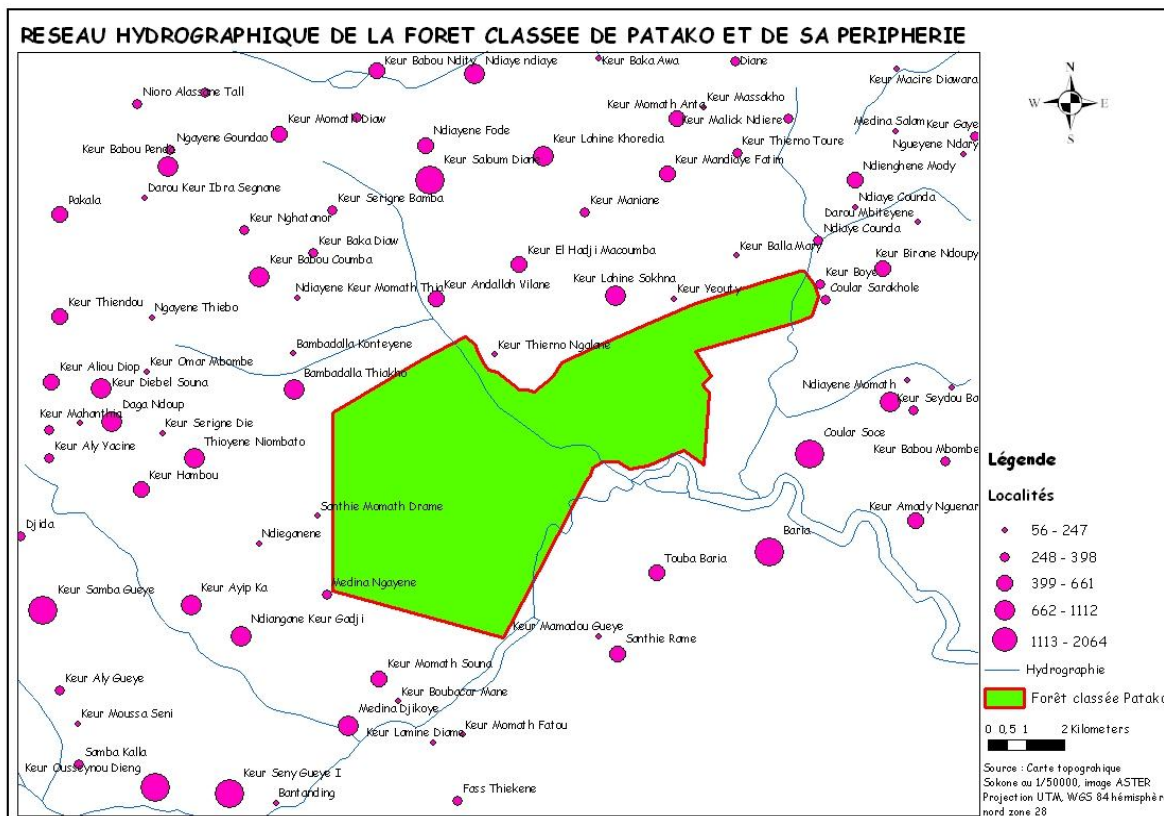 RESEAU HYDROGRAPHIQUE DE LA FORET CLASSEE DE PATAKO ET DE SA PERIPHERIE
Keur Babou Ndity
Ndiaye ndiaye
Keur Baka Awa
Diane
Keur Macire Diawara
N
W
E
S
Nioro Alassane Tall
Keur Momath Diaw
Keur Momath Anta
Keur Massakho
Keur Malick Ndiere
Medina Salam
Keur Gaye
Ngayene Goundao
Keur Babou Pende
Ndiayene Fode
Keur Lahine Khoredia
Keur Thierno Toure
Ngueyene Ndary
Keur Saloum Diane
Keur Mandiaye Fatim
Ndienghene Mody
Darou Keur Ibra Segnane
Pakala
Keur Serigne Bamba
Keur Maniane
Ndiaye Counda
Darou Mbiteyene
Ndiaye Counda
Keur Nghatanor
Keur Baka Diaw
Keur Babou Coumba
Keur El Hadji Macoumba
Keur Balla Mary
Keur Birane Ndoupy
Keur Boye
Ndiayene Keur Momath Thia
Keur Andallah Vilane
Keur Lahine Sokhna
Keur Yeouty
Coular Sarakhole
Keur Thiendou
Ngayene Thiebo
Bambadalla Konteyene
Keur Thierno Ngalane
Keur Aliou Diop
Keur Omar Mbombe
Bambadalla Thiakho
Keur Diebel Souna
Ndiayene Momath
Keur Seydou Ba
Daga Ndoup
Keur Mahanthia
Keur Serigne Die
Keur Aly Yacine
Thioyene Niombato
Coular Soce
Keur Babou Mbombe
Keur Hambou
Santhie Momath Drame
Keur Amady Nguenar
Djida
Ndieganene
Baria
Touba Baria
Keur Samba Gueye
Keur Ayip Ka
Medina Ngayene
Ndiangane Keur Gadji
Keur Mamadou Gueye
Santhie Rame
Keur Momath Souna
Keur Aly Gueye
Keur Boubacar Mane
Medina Djikoye
Keur Moussa Seni
Keur Lamine Diame
Keur Momath Fatou
Samba Kalla
Keur Ousseynou Dieng
Keur Seny Gueye I
Bantanding
Fass Thiekene
Légende
Localités
56 - 247
248 - 398
399 - 661
662 - 1112
1113 - 2064
Hydrographie
Forêt classée Patako
0 0,5 1 2 Kilometers
Source : Carte topograhique
Sokone au 1/50000, image ASTER
Projection UTM, WGS 84 hémisphère
nord zone 28